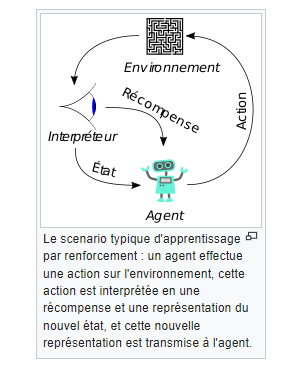 Environnement
Récompense
Action
Interpréteur
État
Agent
Le scenario typique d'apprentissage
par renforcement : un agent effectue
une action sur l'environnement, cette
action est interprétée en une
récompense et une représentation du
nouvel état, et cette nouvelle
représentation est transmise à l'agent.